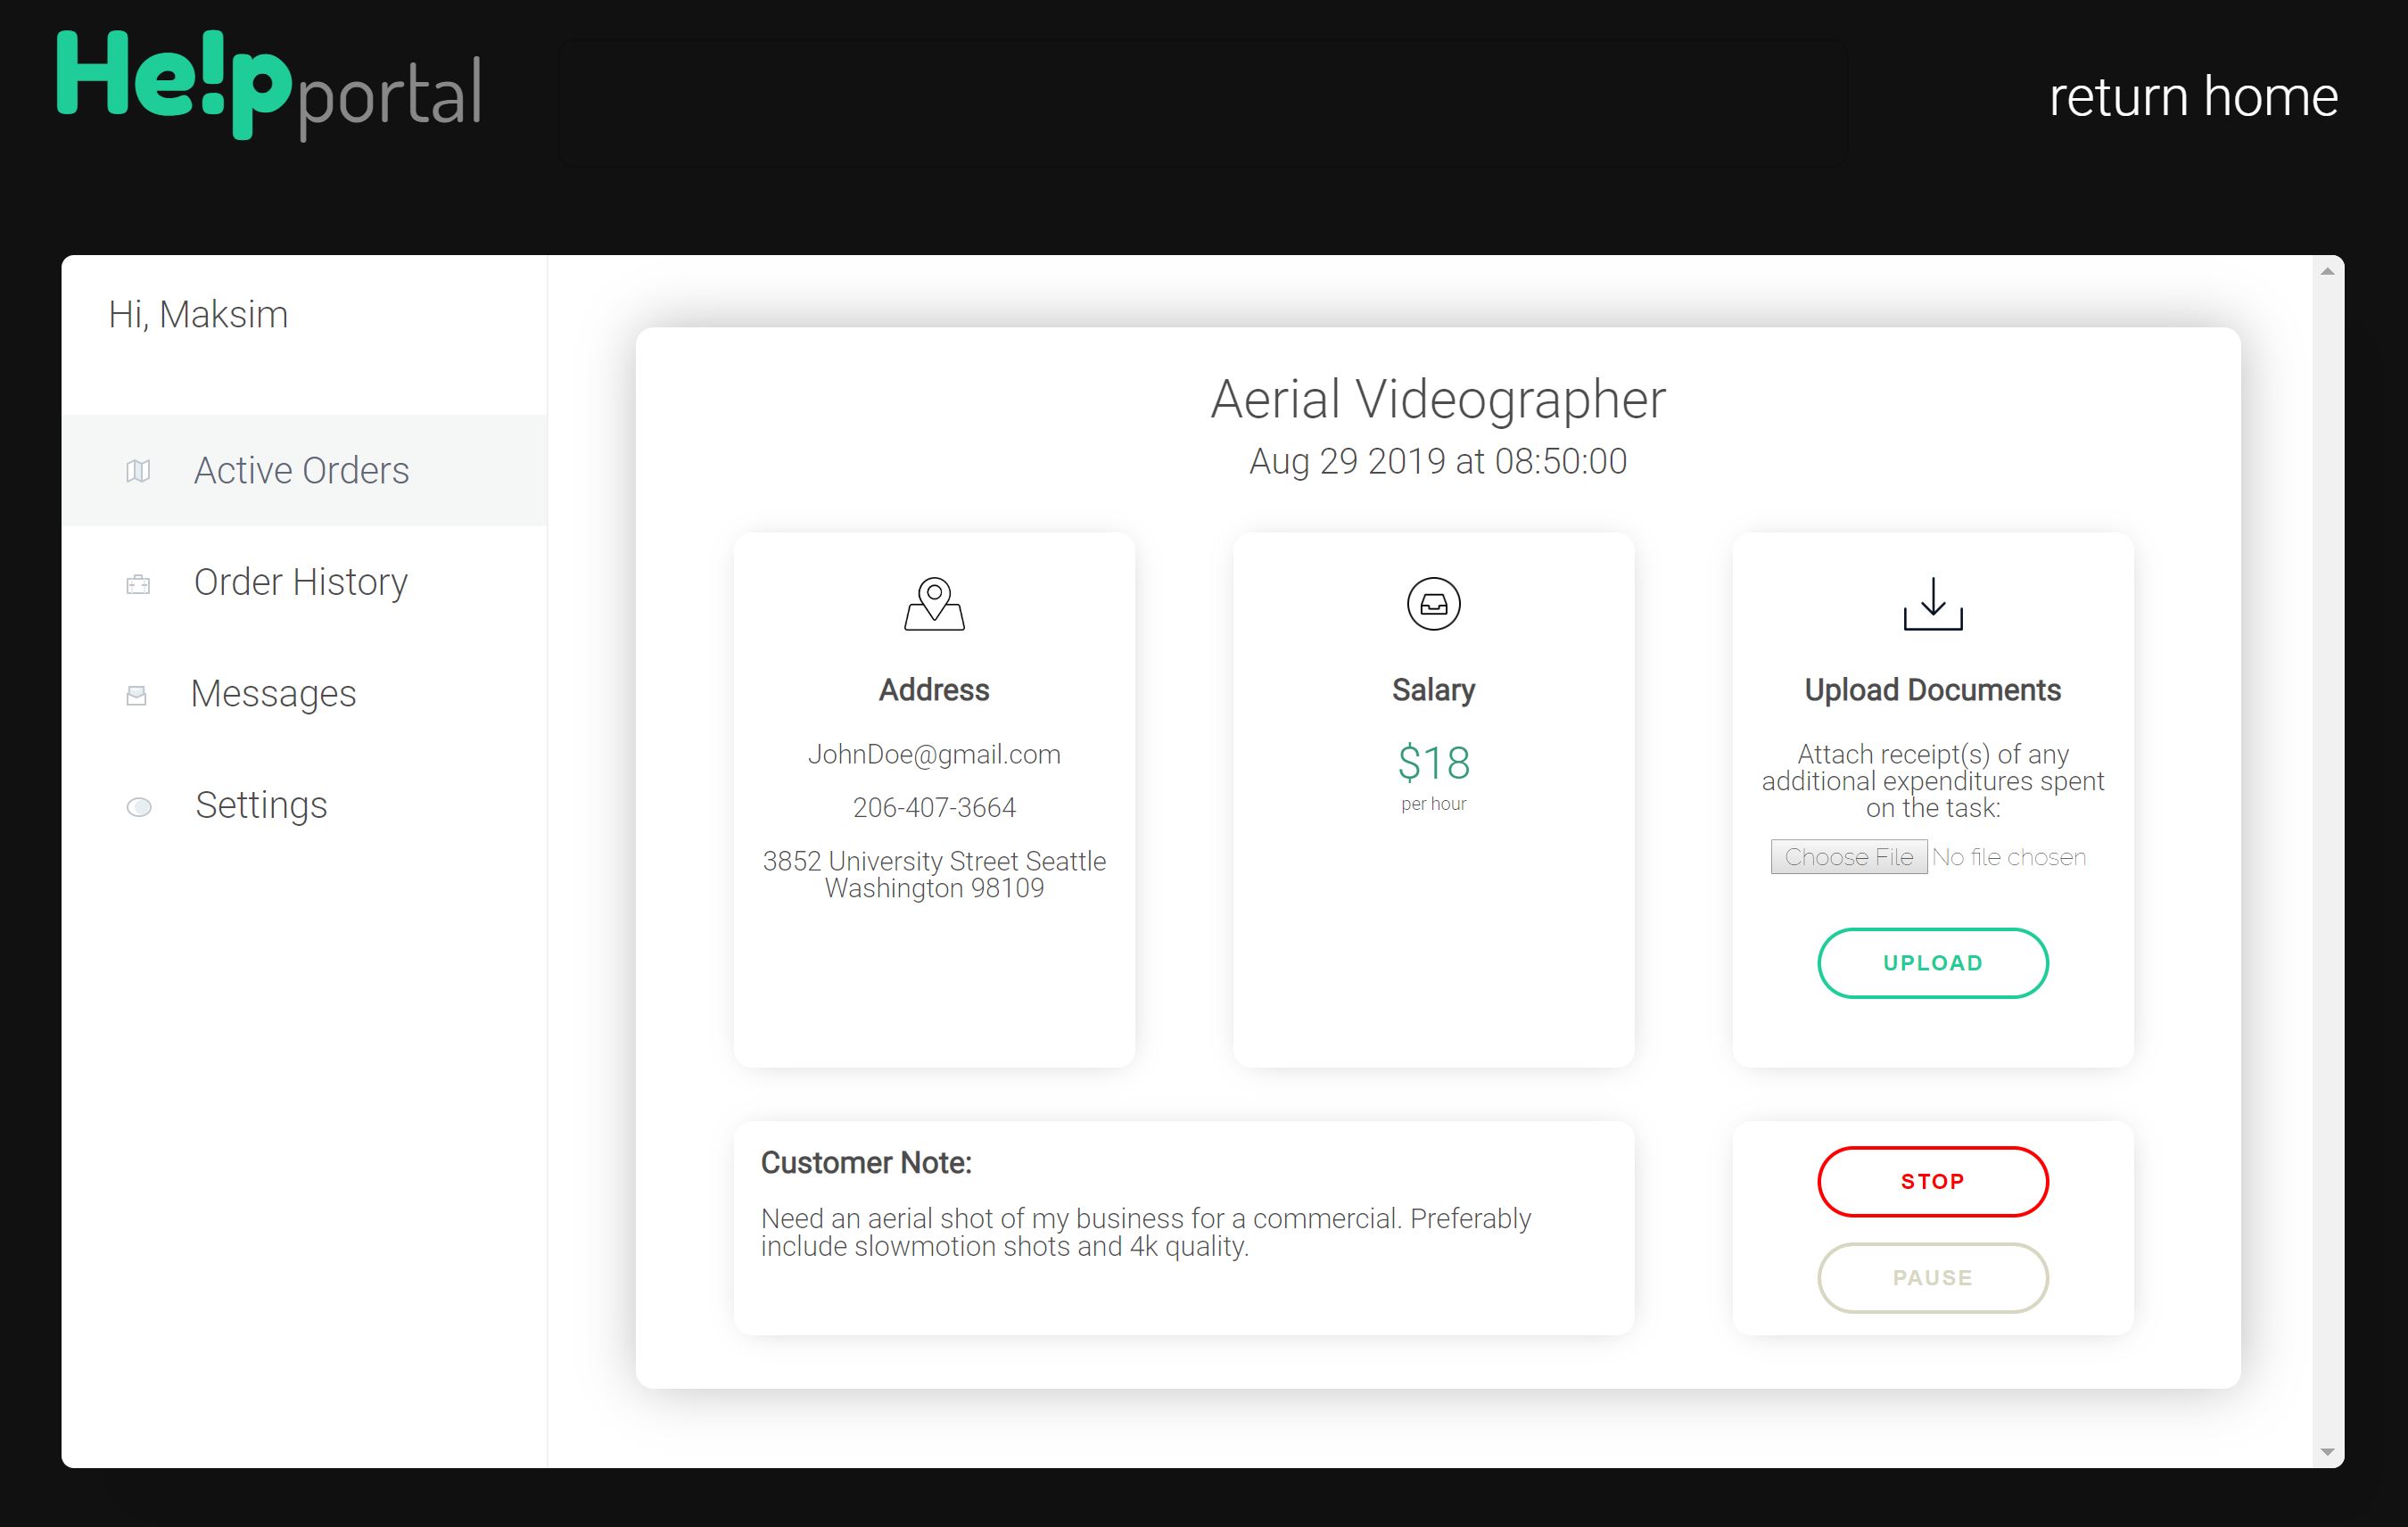 He!p portal
return home
Hi, Maksim
Active Orders
Order History
Messages
Settings
Aerial Videographer
Aug 29 2019 at 08:50:00
Address
JohnDoe@gmail.com
206-407-3664
3852 University Street Seattle
Washington 98109
Salary
$18
per hour
Upload Documents
Attach receipt(s) of any
additional expenditures spent
on the task:
Choose File No file chosen
UPLOAD
Customer Note:
Need an aerial shot of my business for a commercial. Preferably
include slowmotion shots and 4k quality.
STOP
PAUSE